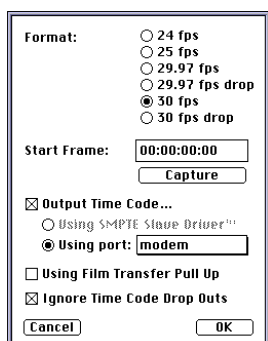 Format:
24 fps
25 fps
29.97 fps
29.97 fps drop
30 fps
30 fps drop
Start Frame: 00:00:00:00
Capture
Output Time Code...
Using SMPTE Slave Driver™
Using port: modem
Using Film Transfer Pull Up
Ignore Time Code Drop Outs
Cancel OK